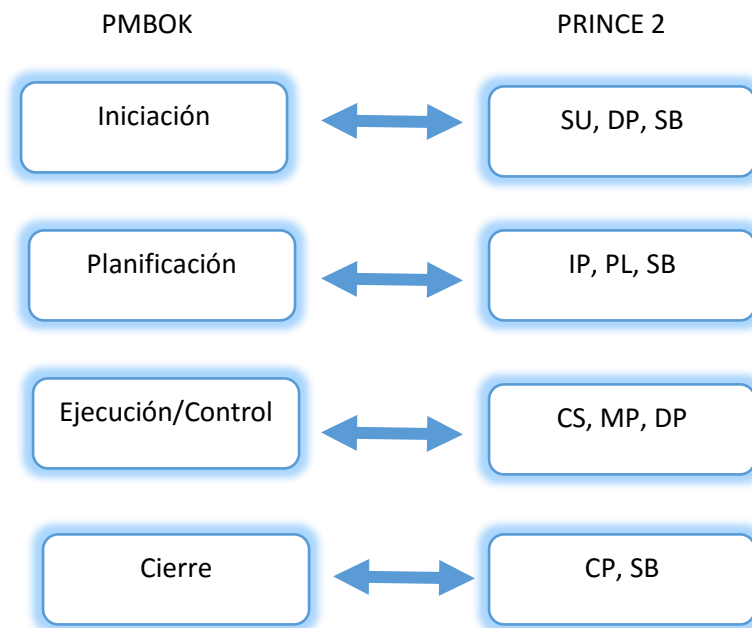 PMBOK
PRINCE 2
Iniciación
SU, DP, SB
Planificación
IP, PL, SB
Ejecución/Control
CS, MP, DP
Cierre
CP, SB